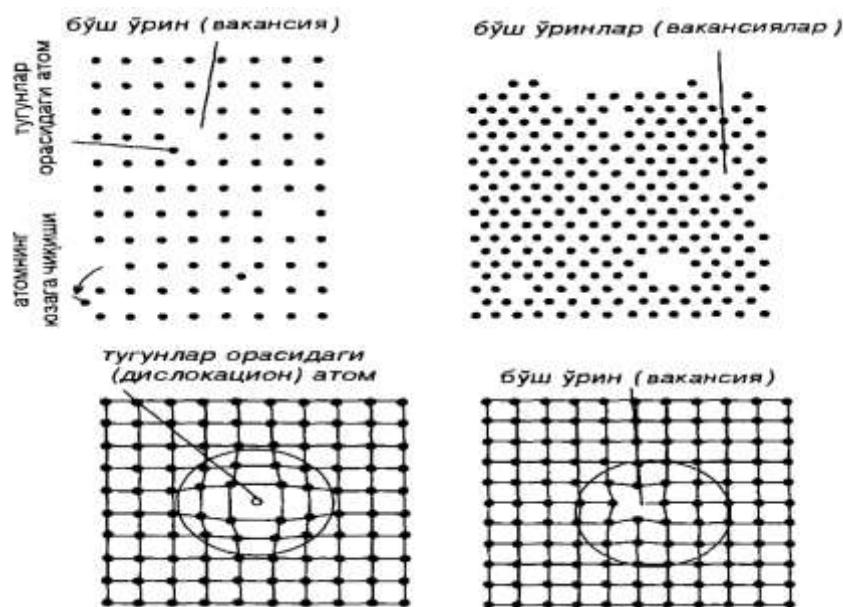 бўш ўрин (вакансия)
тугунлар
орасидаги атом
атомнинг
юзага чиқиши
бўш ўринлар (вакансиялар)
тугунлар орасидаги
(дислокацион) атом
бўш ўрин (вакансия)